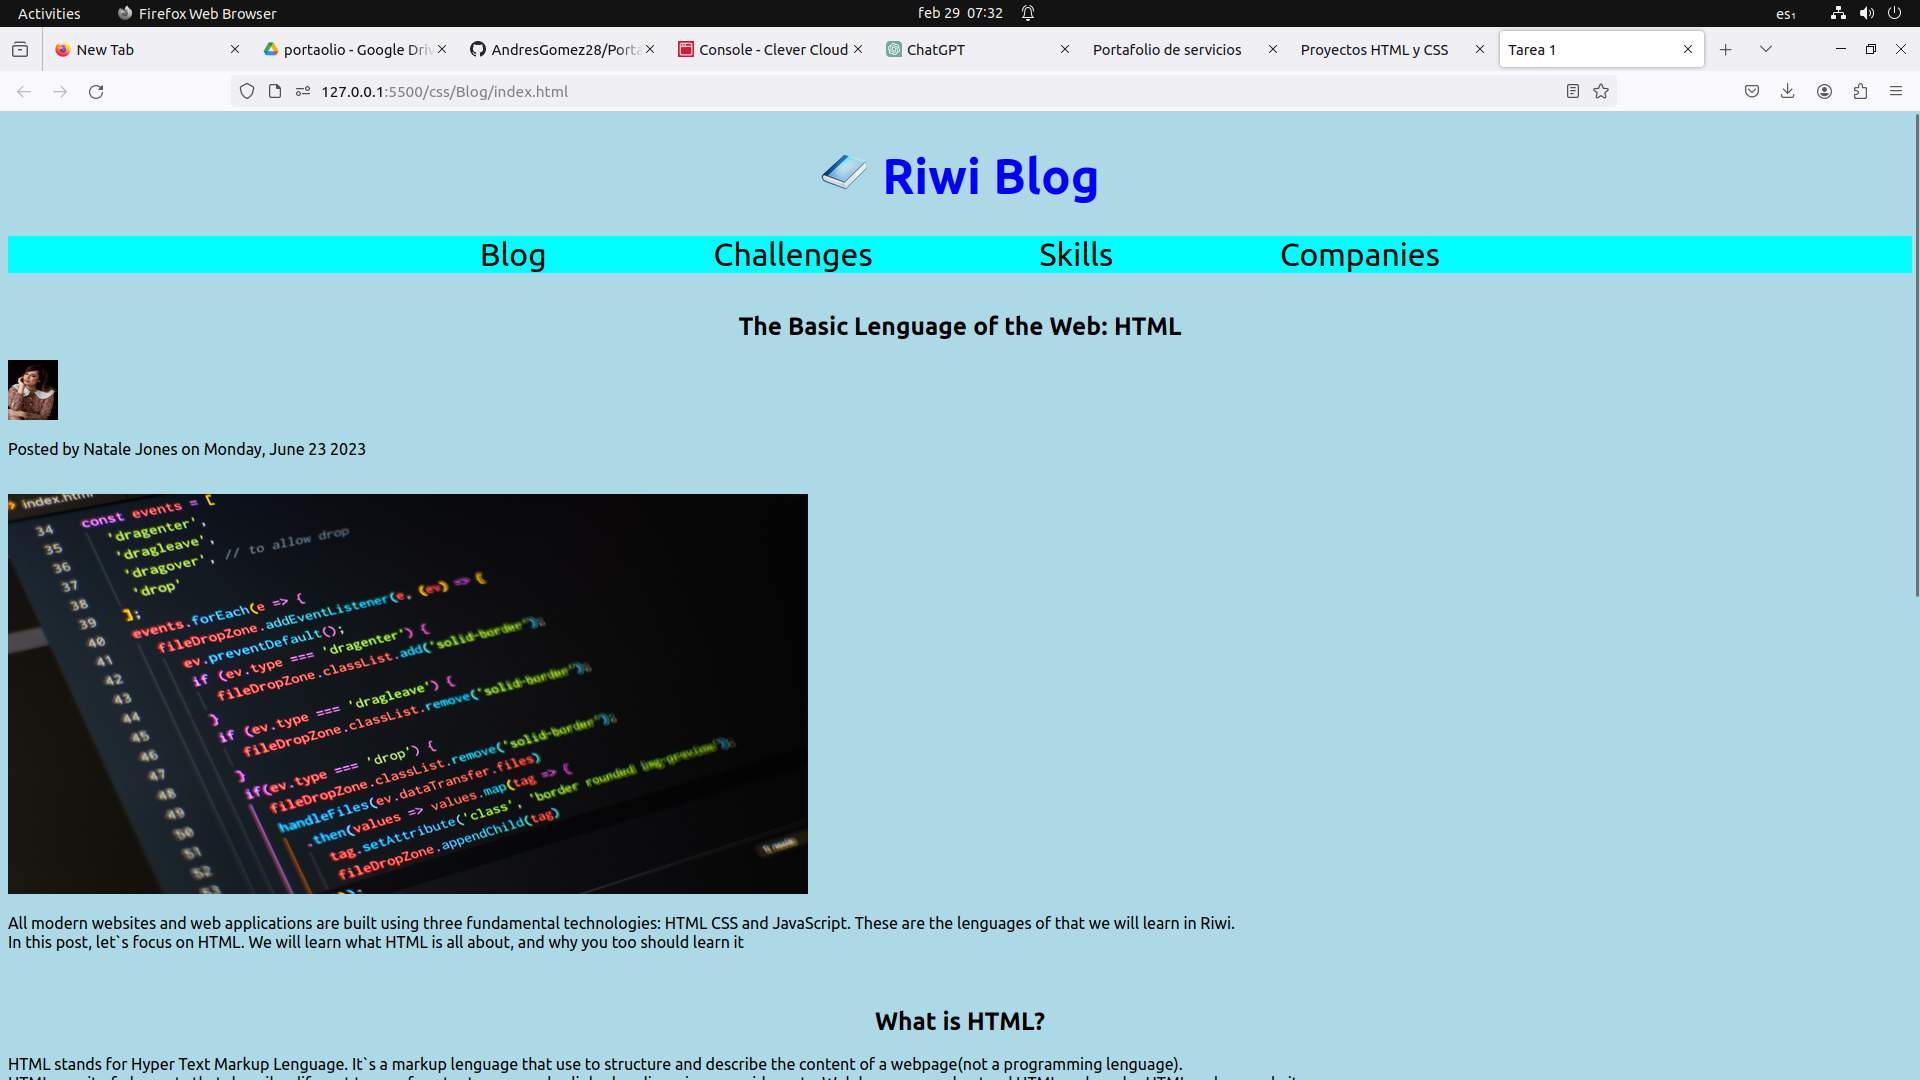 Activities
Firefox Web Browser
feb 29 07:32
es₁
New Tab
portaolio - Google Driv
AndresGomez28/Porta
Console - Clever Cloud
ChatGPT
Portafolio de servicios
Proyectos HTML y CSS
Tarea 1
127.0.0.1:5500/css/Blog/index.html
Riwi Blog
Blog
Challenges
Skills
Companies
The Basic Lenguage of the Web: HTML
Posted by Natale Jones on Monday, June 23 2023
index.html
34 const events = [
35 'dragenter',
36 'dragleave',
37 'dragover', // to allow drop
38 'drop'
39 ];
40 events.forEach(e => {
41 fileDropZone.addEventListener(e, (ev) => {
42 ev.preventDefault();
43 if (ev.type === 'dragenter') {
44 fileDropZone.classList.add('solid-border');
45 }
46 if (ev.type === 'dragleave') {
47 fileDropZone.classList.remove('solid-border');
48 }
49 if (ev.type === 'drop') {
50 fileDropZone.classList.remove('solid-border');
51 if(ev.dataTransfer.files)
52 handleFiles(ev.dataTransfer.files)
53 .then(values => values.map(tag => {
tag.setAttribute('class', 'border rounded img-preview');
fileDropZone.appendChild(tag)
});
All modern websites and web applications are built using three fundamental technologies: HTML CSS and JavaScript. These are the lenguages of that we will learn in Riwi.
In this post, let`s focus on HTML. We will learn what HTML is all about, and why you too should learn it
What is HTML?
HTML stands for Hyper Text Markup Lenguage. It`s a markup lenguage that use to structure and describe the content of a webpage(not a programming lenguage).